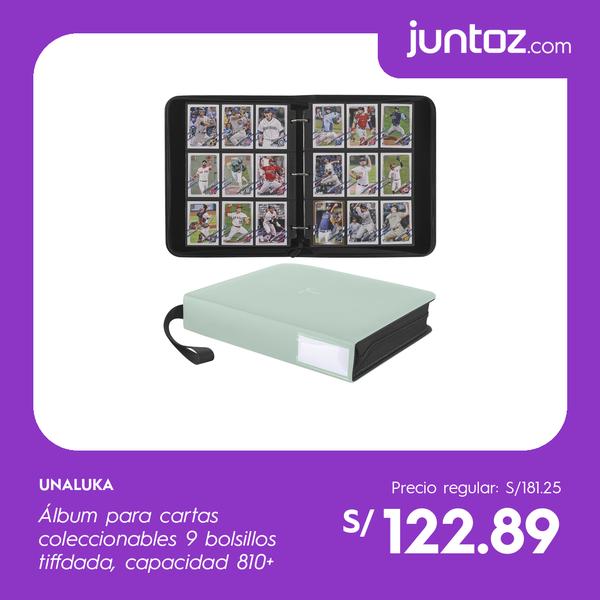 juntoz.com
UNALUKA
Álbum para cartas
coleccionables 9 bolsillos
tiffdada, capacidad 810+
Precio regular: S/181.25
S/122.89